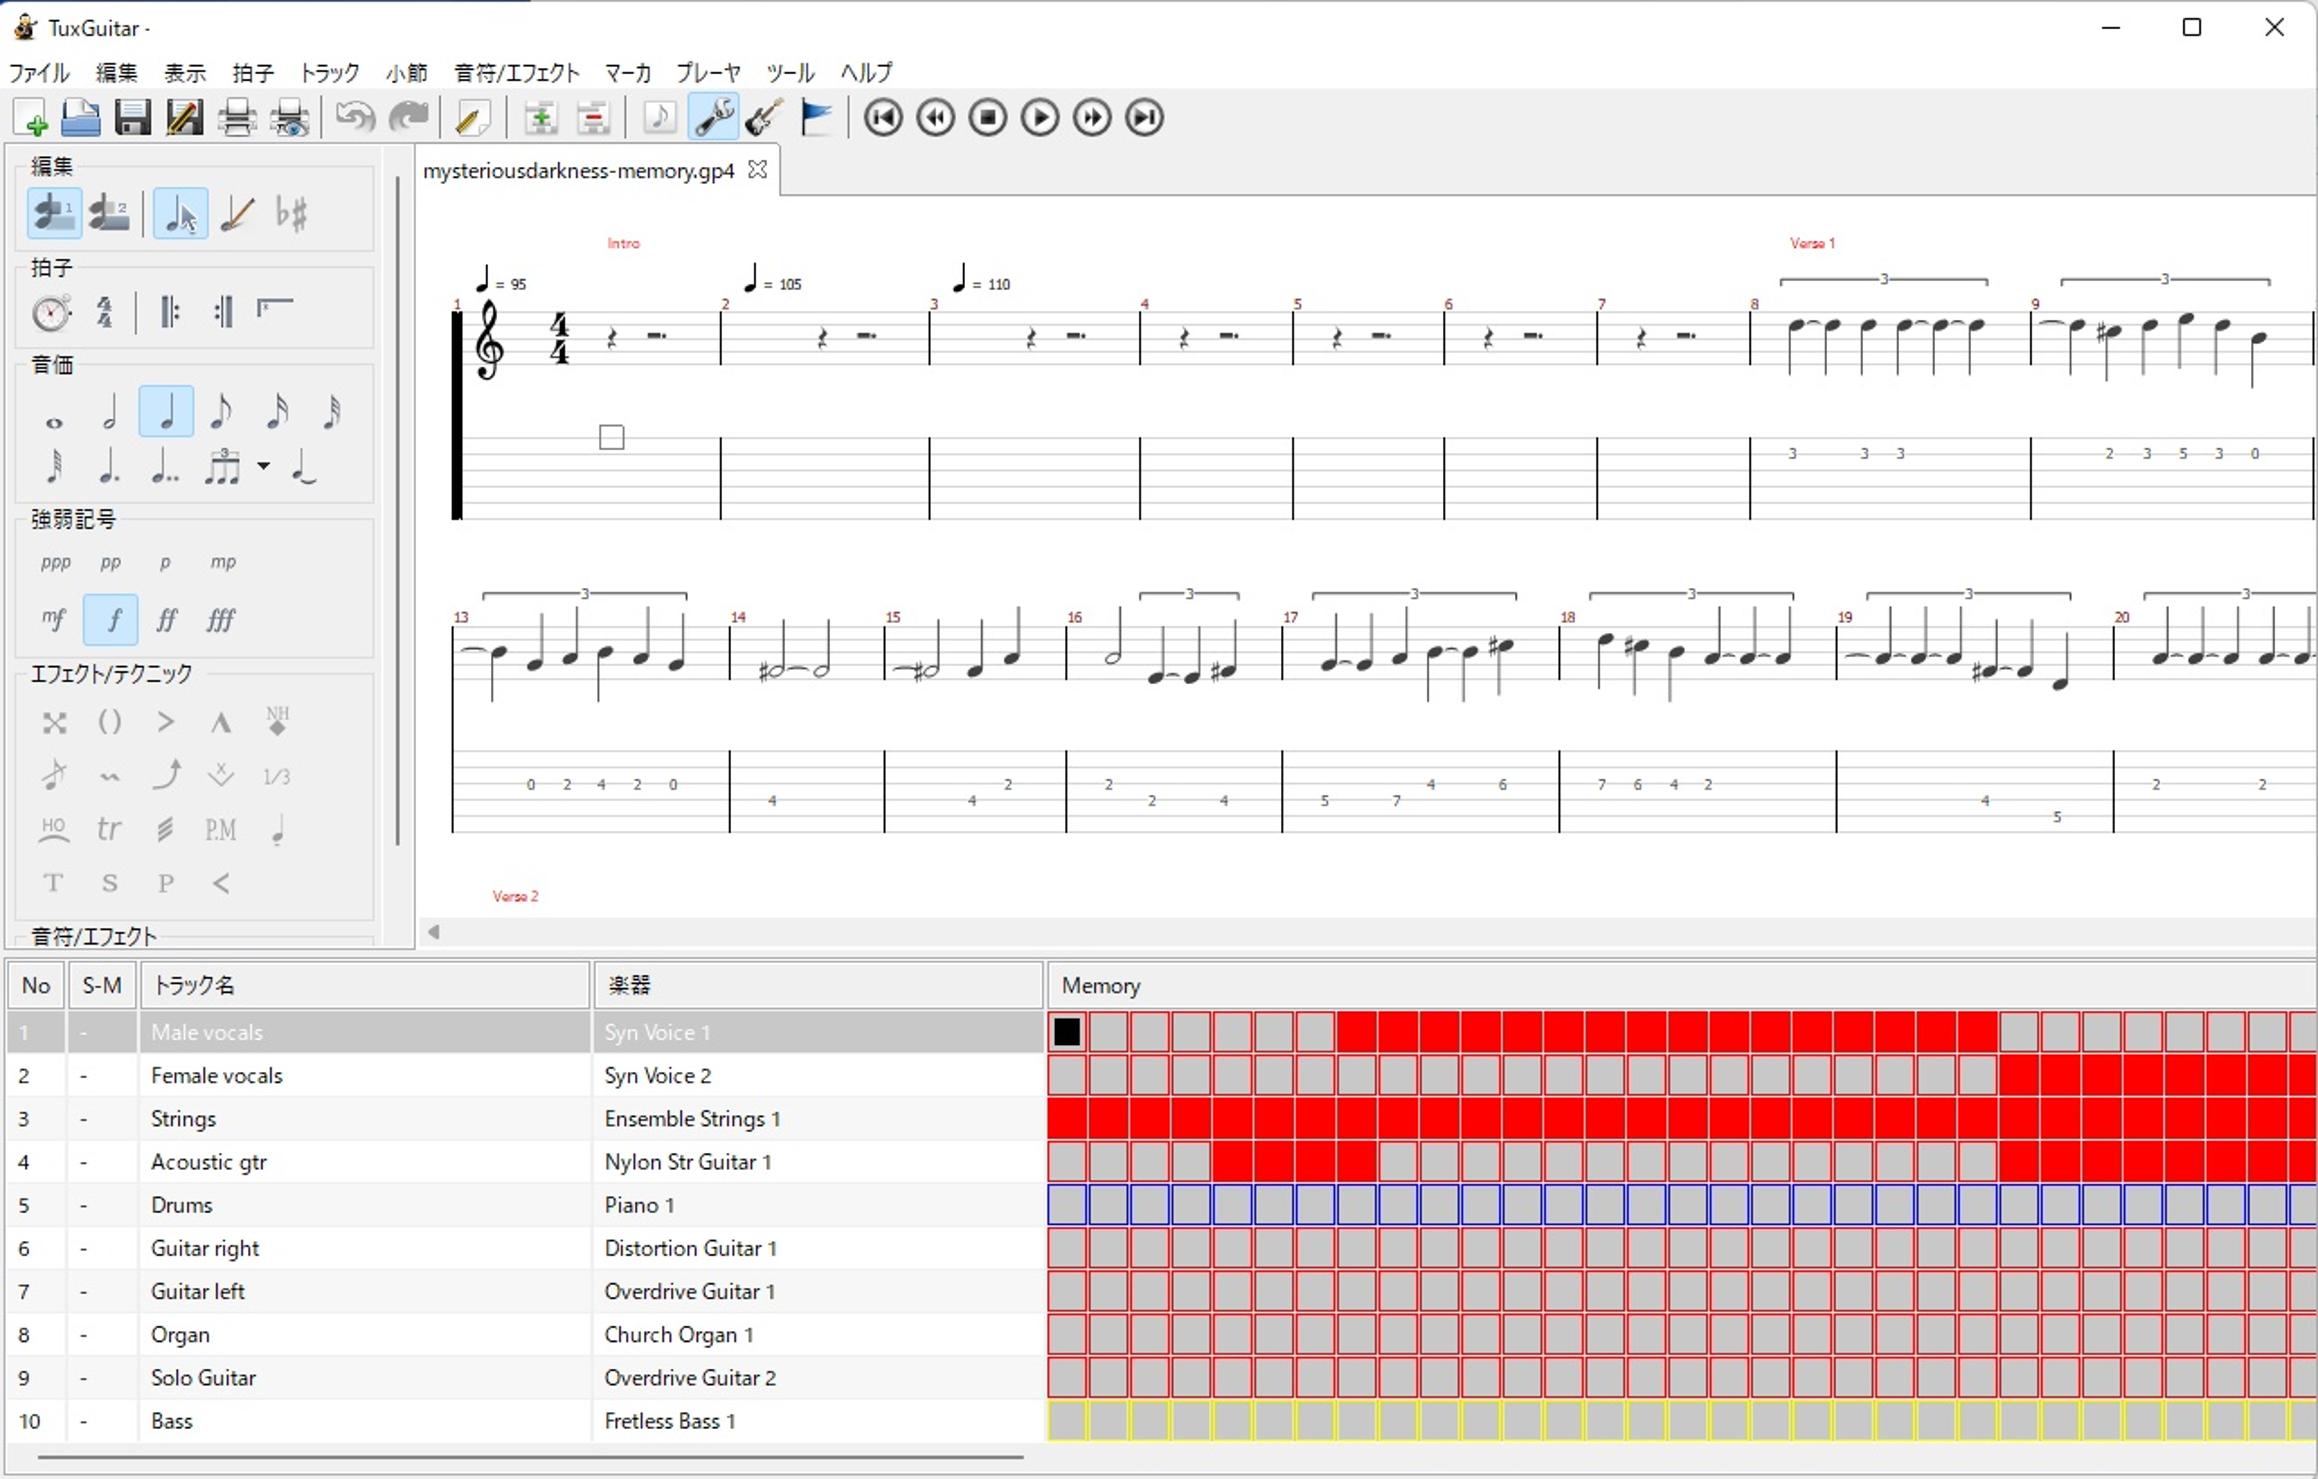 TuxGuitar -
ファイル 編集 表示 拍子 トラック 小節 音符/エフェクト マーカ プレーヤ ツール ヘルプ
編集
1 2
拍子
4
4
音価
3
強弱記号
ppp pp p mp
mf f ff fff
エフェクト/テクニック
NH
1/3
HO tr P.M
T S P <
音符/エフェクト
mysteriousdarkness-memory.gp4
Intro Verse 1
= 95 = 105 = 110 3 3
1 2 3 4 5 6 7 8 9
4
4
3 3 3 2 3 5 3 0
3 3 3 3 3 3
13 14 15 16 17 18 19 20
0 2 4 2 0 4 4 2 2 2 4 5 7 4 6 7 6 4 2 4 5 2 2
Verse 2
No S-M トラック名 楽器 Memory
1 - Male vocals Syn Voice 1
2 - Female vocals Syn Voice 2
3 - Strings Ensemble Strings 1
4 - Acoustic gtr Nylon Str Guitar 1
5 - Drums Piano 1
6 - Guitar right Distortion Guitar 1
7 - Guitar left Overdrive Guitar 1
8 - Organ Church Organ 1
9 - Solo Guitar Overdrive Guitar 2
10 - Bass Fretless Bass 1